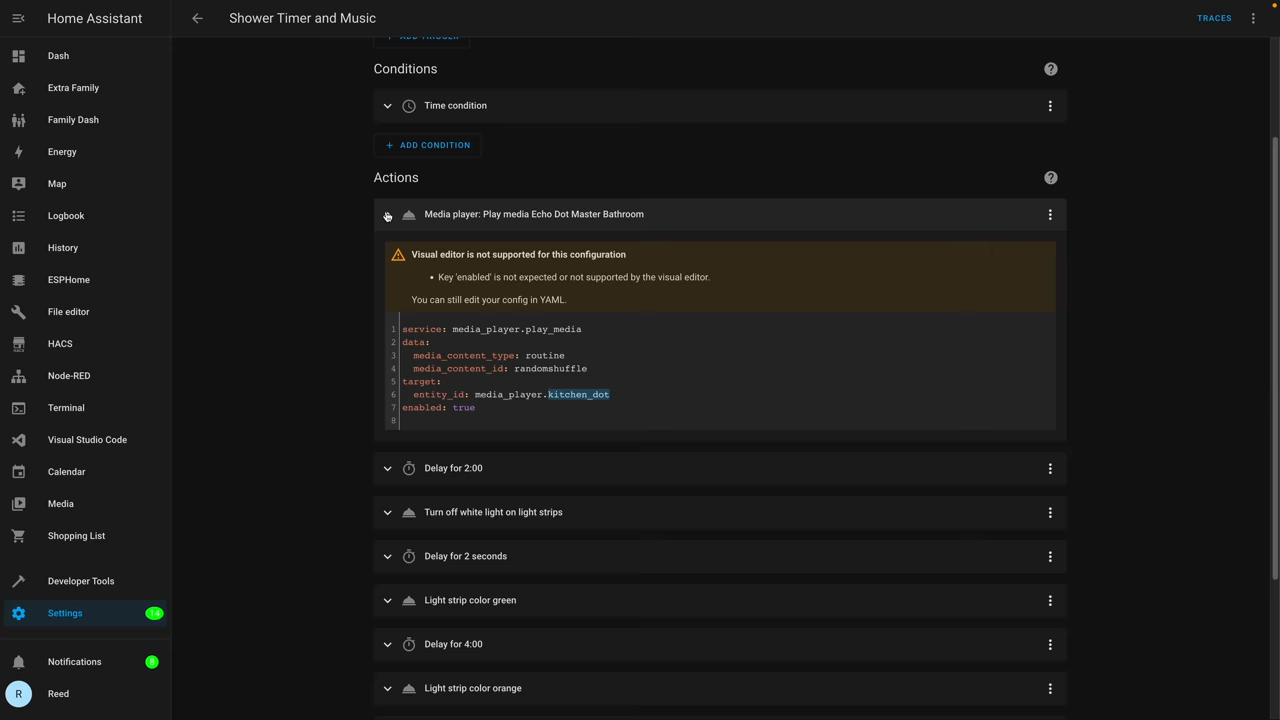 Home Assistant
Shower Timer and Music
TRACES
Dash
Extra Family
Family Dash
Energy
Map
Logbook
History
ESPHome
File editor
HACS
Node-RED
Terminal
Visual Studio Code
Calendar
Media
Shopping List
Developer Tools
Settings
14
Notifications
8
R
Reed
+ ADD TRIGGER
Conditions
Time condition
+ ADD CONDITION
Actions
Media player: Play media Echo Dot Master Bathroom
Visual editor is not supported for this configuration
• Key 'enabled' is not expected or not supported by the visual editor.
You can still edit your config in YAML.
1 service: media_player.play_media
2 data:
3 media_content_type: routine
4 media_content_id: randomshuffle
5 target:
6 entity_id: media_player.kitchen_dot
7 enabled: true
8
Delay for 2:00
Turn off white light on light strips
Delay for 2 seconds
Light strip color green
Delay for 4:00
Light strip color orange